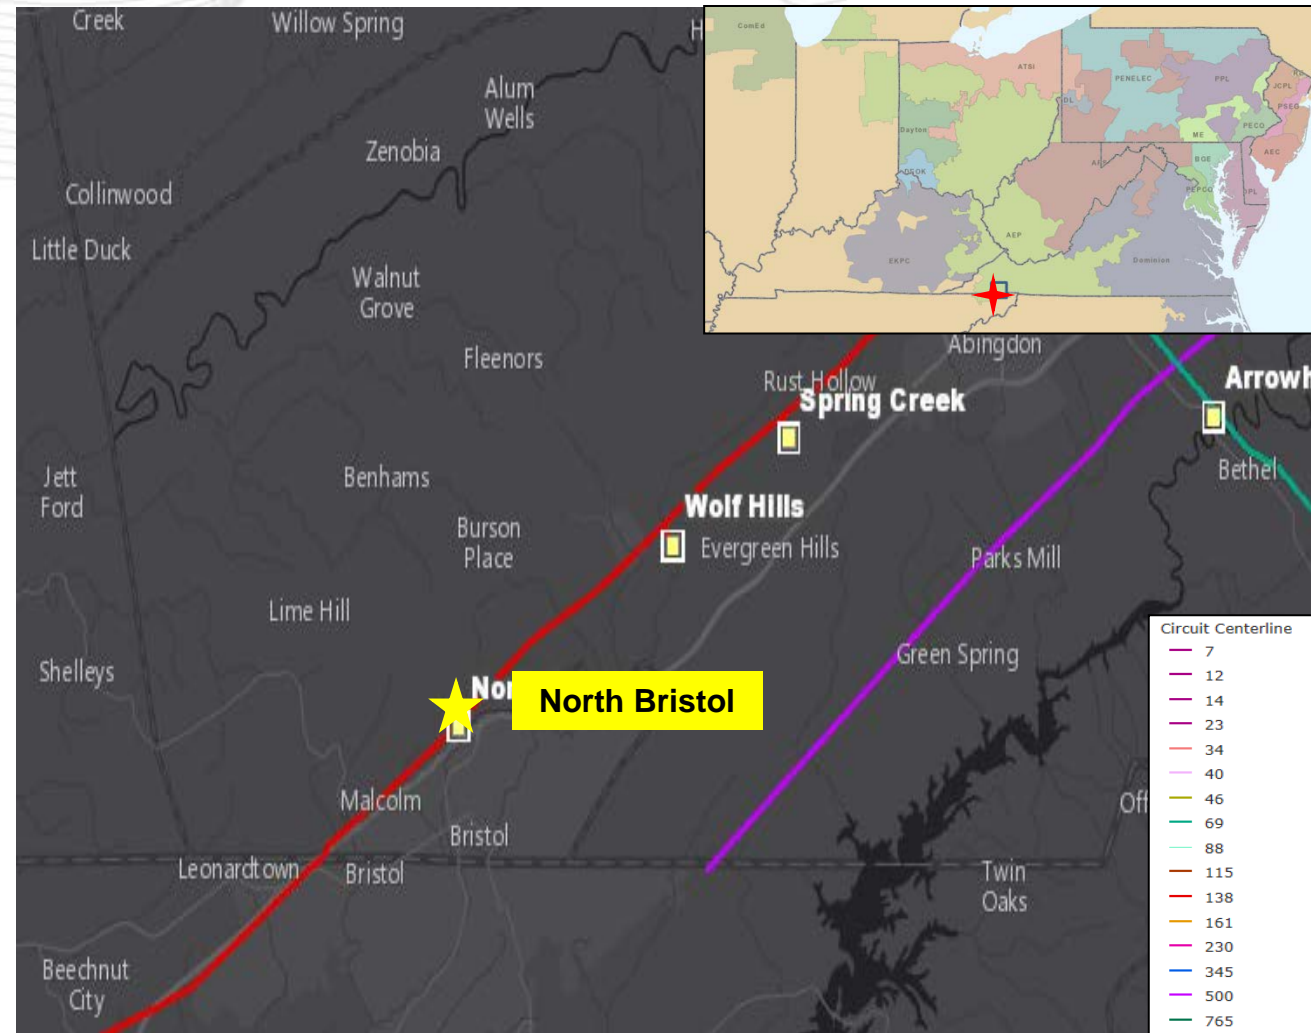 Creek
Willow Spring
H
Alum
Wells
Zenobia
Collinwood
Little Duck
Walnut
Grove
Fleenors
Abingdon
Rust Hollow
Spring Creek
Arrowh
Bethel
Jett
Ford
Benhams
Wolf Hills
Evergreen Hills
Burson
Place
Parks Mill
Lime Hill
Green Spring
Shelleys
Nor
North Bristol
Malcolm
Bristol
Off
Leonardtown
Bristol
Twin
Oaks
Beechnut
City
ComEd
ATSI
PENELEC
PPL
JCPL
PSEG
DL
Dayton
ME
PECO
AEC
BGE
PEPCO
DPL
AEP
EKPC
Dominion
Circuit Centerline
7
12
14
23
34
40
46
69
88
115
138
161
230
345
500
765